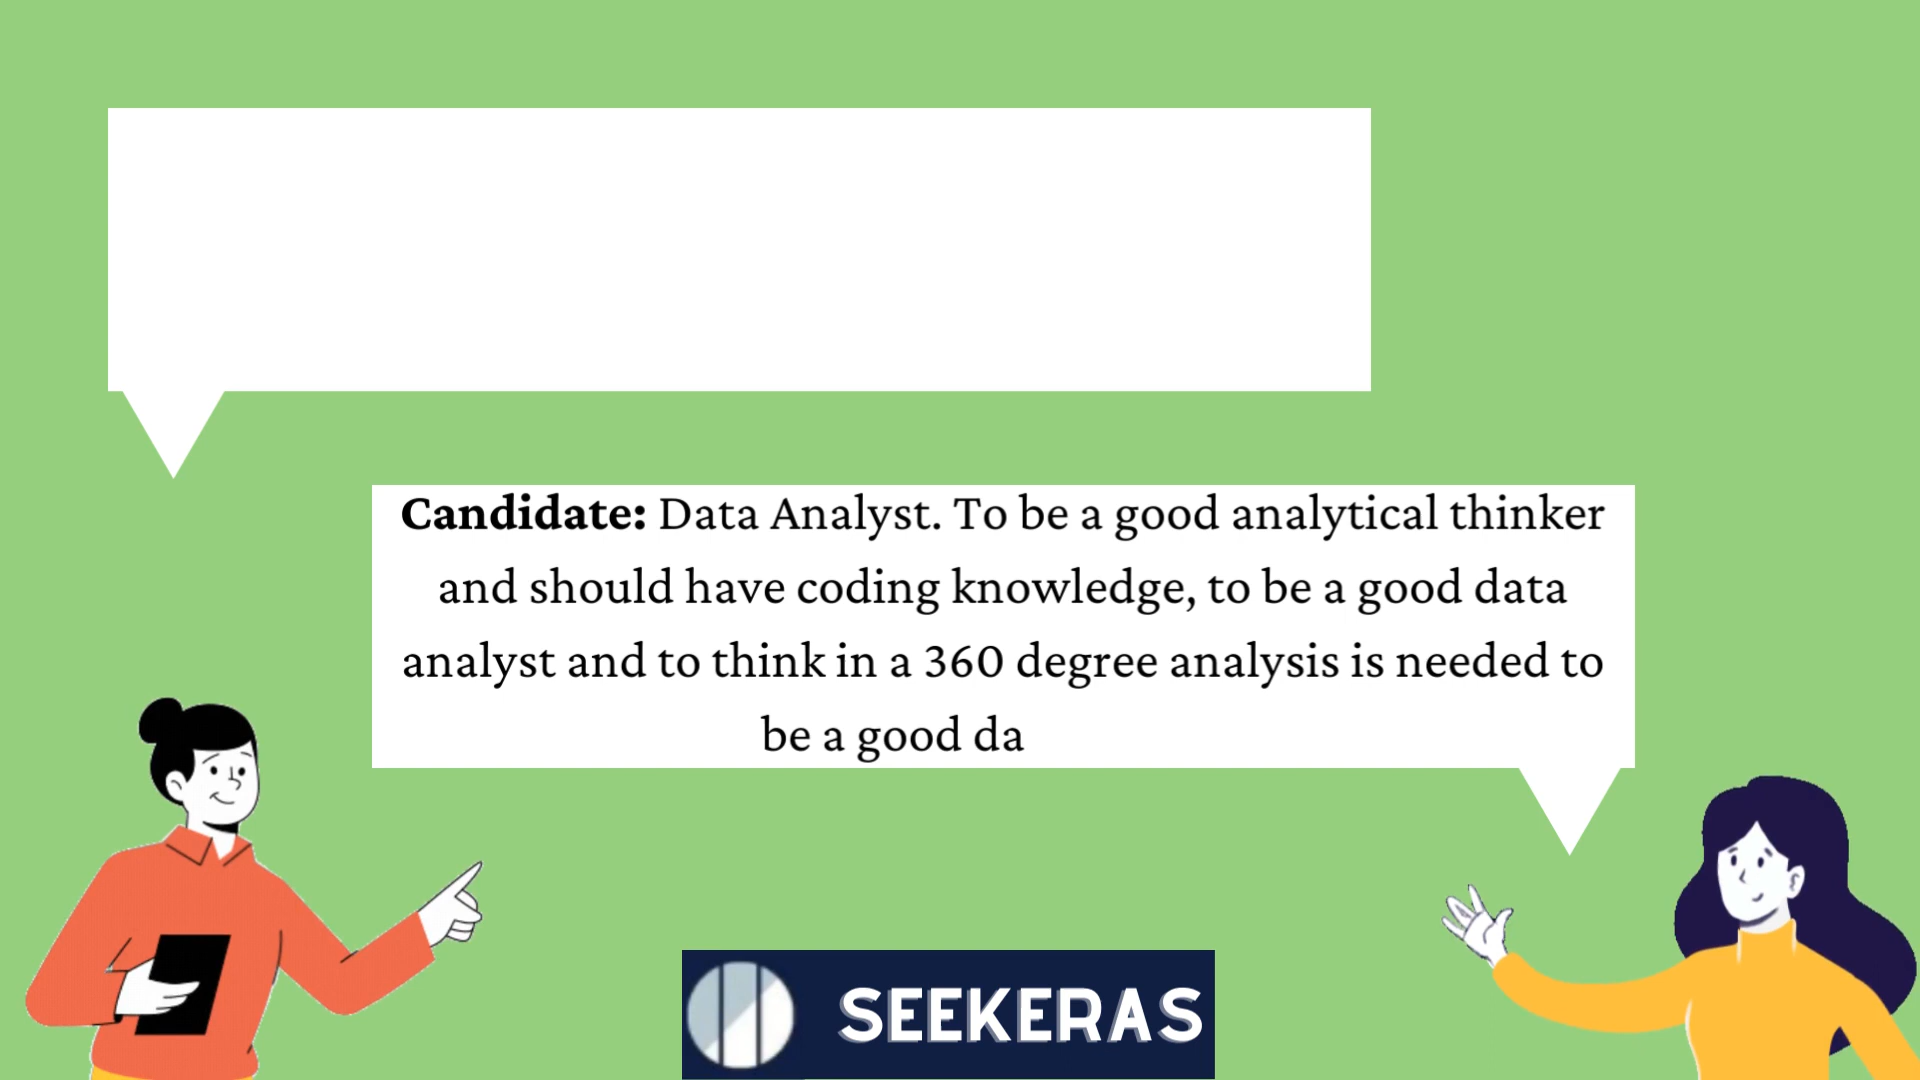 Candidate: Data Analyst. To be a good analytical thinker
and should have coding knowledge, to be a good data
analyst and to think in a 360 degree analysis is needed to
be a good da
SEEKERAS